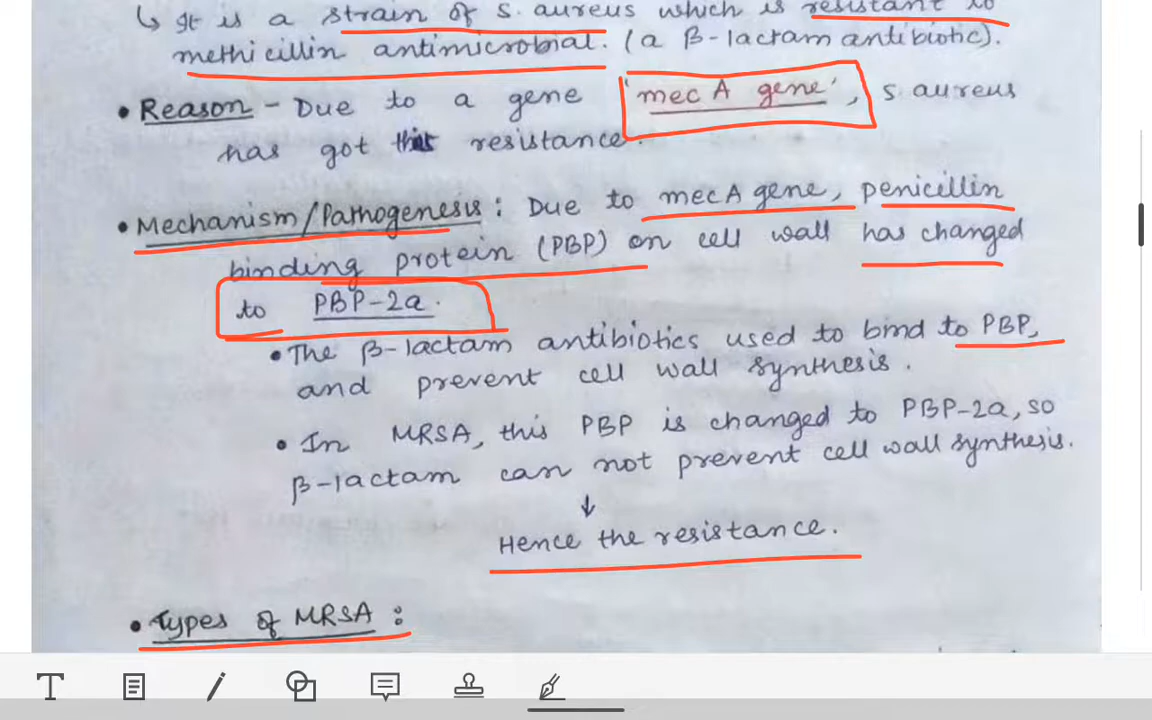 ↳ It is a strain of S. aureus which is resistant to
methicillin antimicrobial. (a β-lactam antibiotic).
• Reason - Due to a gene 'mec A gene', S. aureus
has got this resistance.
• Mechanism/Pathogenesis: Due to mecA gene, penicillin
binding protein (PBP) on cell wall has changed
to PBP-2a.
• The β-lactam antibiotics used to bind to PBP,
and prevent cell wall synthesis.
• In MRSA, this PBP is changed to PBP-2a, so
β-lactam can not prevent cell wall synthesis.
↓
Hence the resistance.
• Types of MRSA:
T